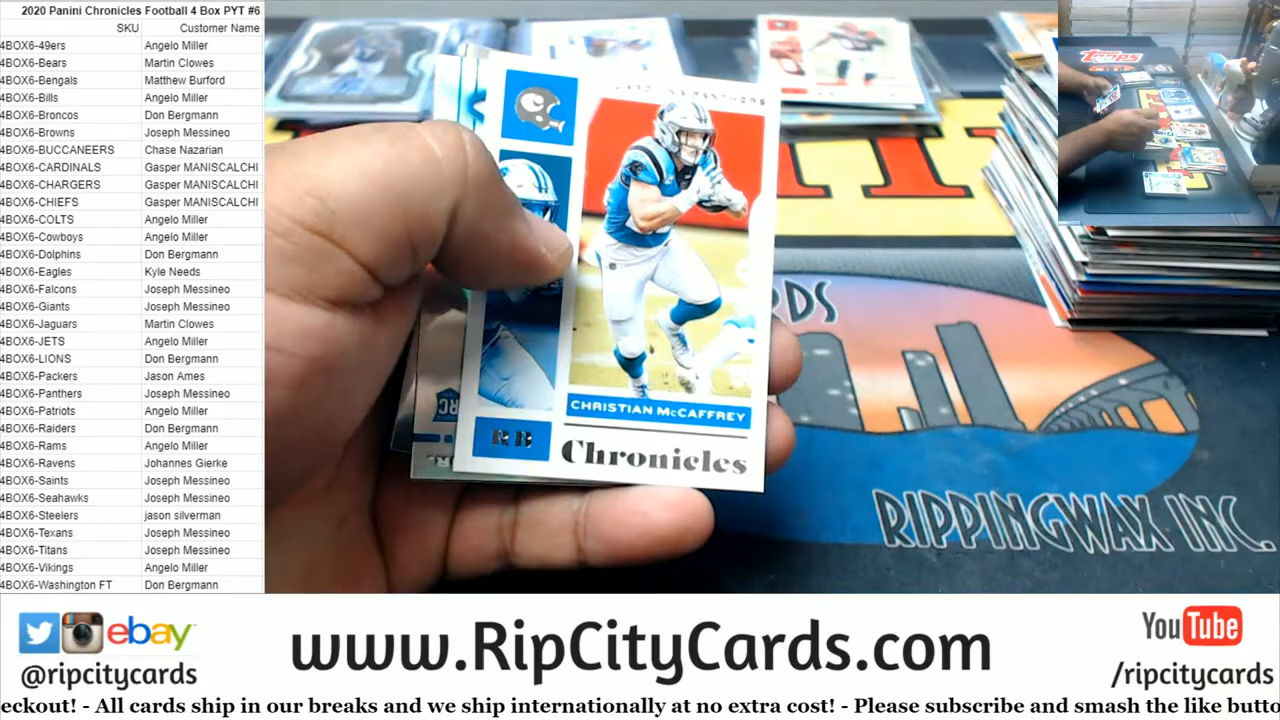 2020 Panini Chronicles Football 4 Box PYT #6
SKU Customer Name
4BOX6-49ers Angelo Miller
4BOX6-Bears Martin Clowes
4BOX6-Bengals Matthew Burford
4BOX6-Bills Angelo Miller
4BOX6-Broncos Don Bergmann
4BOX6-Browns Joseph Messineo
4BOX6-BUCCANEERS Chase Nazarian
4BOX6-CARDINALS Gasper MANISCALCHI
4BOX6-CHARGERS Gasper MANISCALCHI
4BOX6-CHIEFS Gasper MANISCALCHI
4BOX6-COLTS Angelo Miller
4BOX6-Cowboys Angelo Miller
4BOX6-Dolphins Don Bergmann
4BOX6-Eagles Kyle Needs
4BOX6-Falcons Joseph Messineo
4BOX6-Giants Joseph Messineo
4BOX6-Jaguars Martin Clowes
4BOX6-JETS Angelo Miller
4BOX6-LIONS Don Bergmann
4BOX6-Packers Jason Ames
4BOX6-Panthers Joseph Messineo
4BOX6-Patriots Angelo Miller
4BOX6-Raiders Don Bergmann
4BOX6-Rams Angelo Miller
4BOX6-Ravens Johannes Gierke
4BOX6-Saints Joseph Messineo
4BOX6-Seahawks Joseph Messineo
4BOX6-Steelers jason silverman
4BOX6-Texans Joseph Messineo
4BOX6-Titans Joseph Messineo
4BOX6-Vikings Angelo Miller
4BOX6-Washington FT Don Bergmann
CHRISTIAN McCAFFREY
RB
Chronicles
RC
RDS
RIPPINGWAX INC.
Topps
ebay
@ripcitycards
www.RipCityCards.com
YouTube
/ripcitycards
eckout! - All cards ship in our breaks and we ship internationally at no extra cost! - Please subscribe and smash the like butto